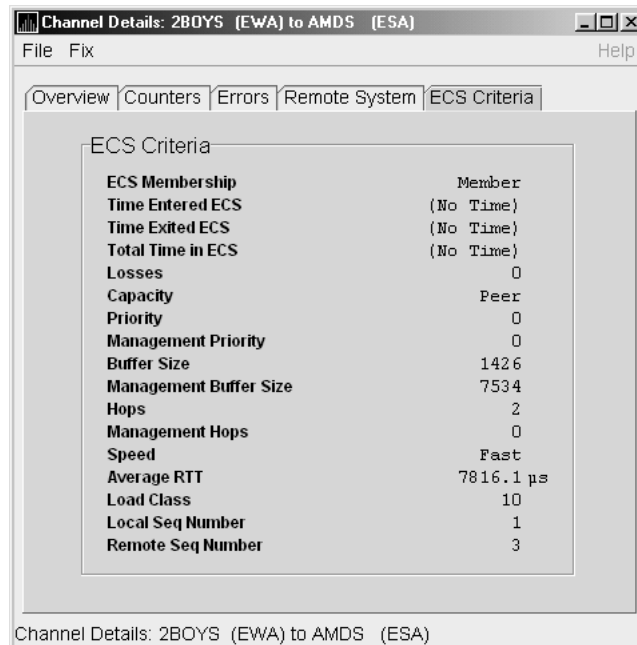 Channel Details: 2BOYS (EWA) to AMDS (ESA)
File Fix Help
Overview Counters Errors Remote System ECS Criteria
ECS Criteria
ECS Membership Member
Time Entered ECS (No Time)
Time Exited ECS (No Time)
Total Time in ECS (No Time)
Losses 0
Capacity Peer
Priority 0
Management Priority 0
Buffer Size 1426
Management Buffer Size 7534
Hops 2
Management Hops 0
Speed Fast
Average RTT 7816.1 µs
Load Class 10
Local Seq Number 1
Remote Seq Number 3
Channel Details: 2BOYS (EWA) to AMDS (ESA)